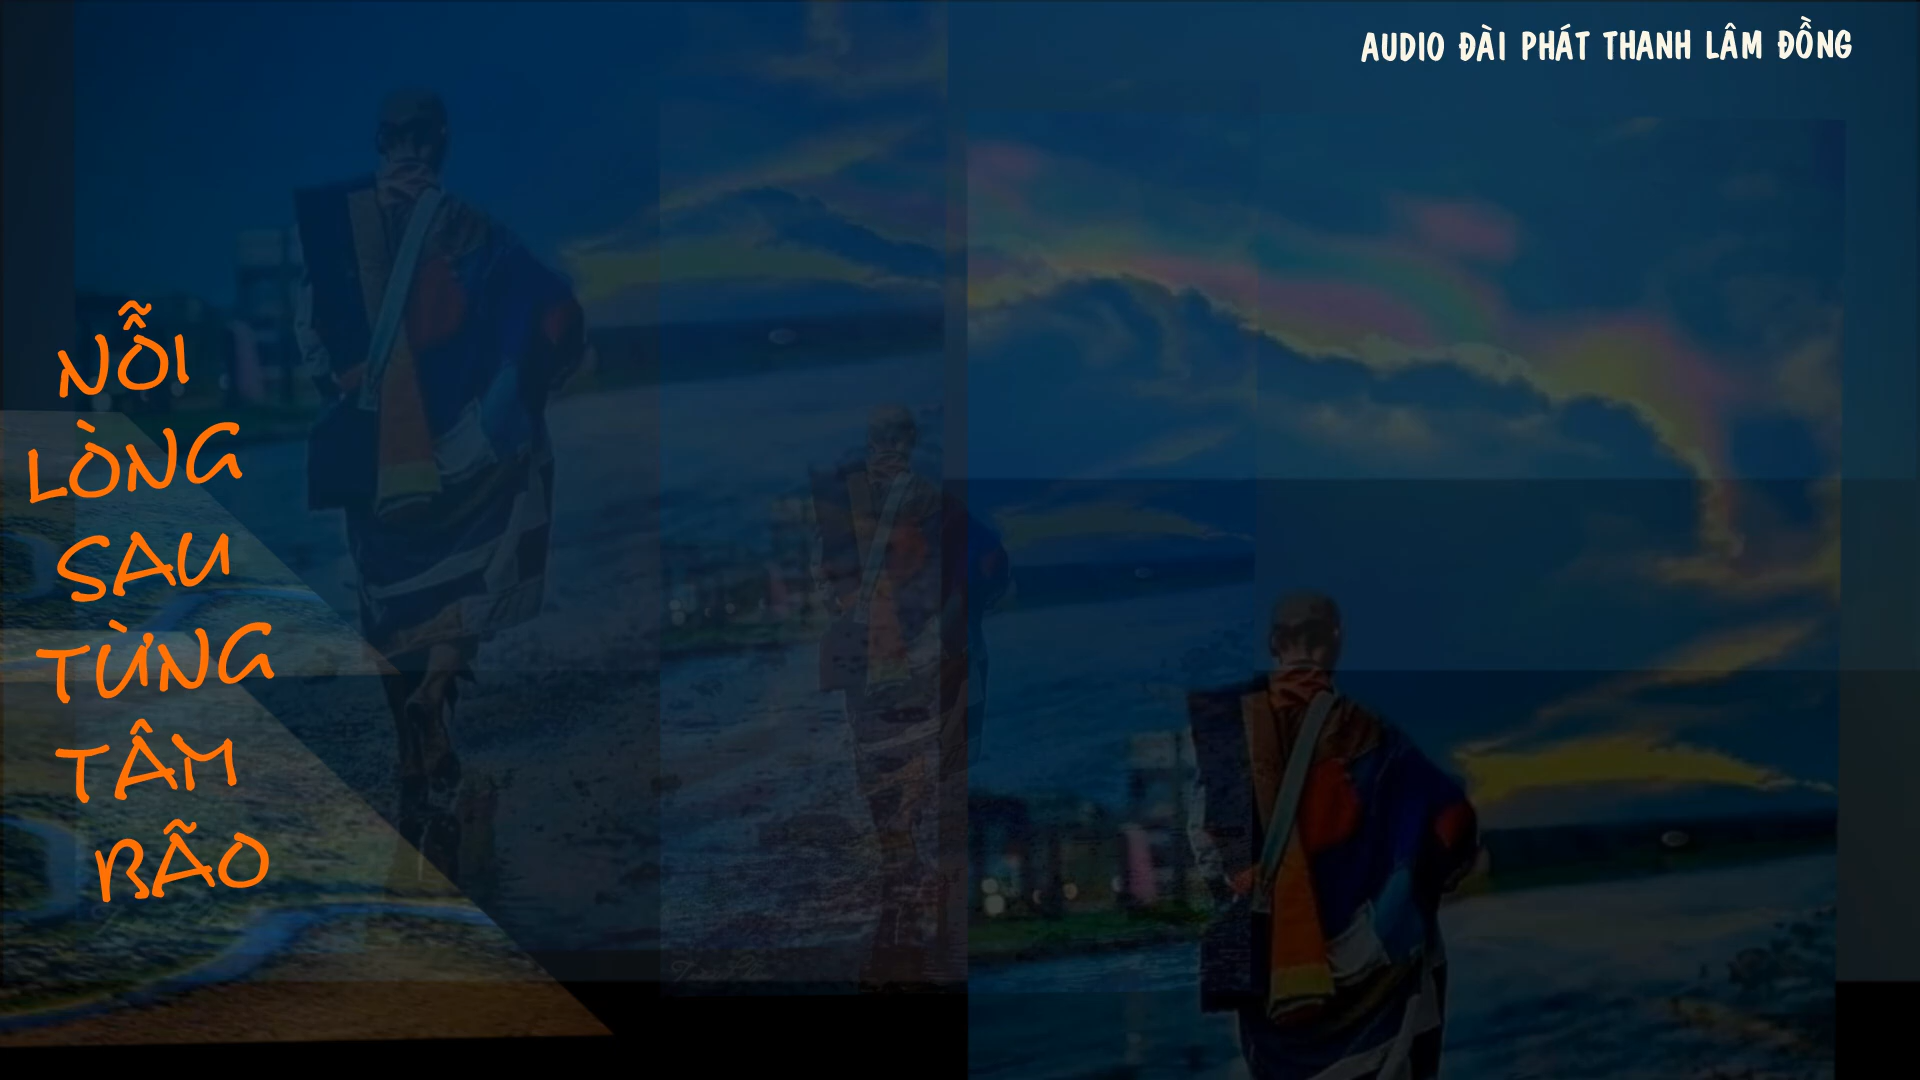 AUDIO ĐÀI PHÁT THANH LÂM ĐỒNG
NỖI
LÒNG
SAU
TỪNG
TÂM
BÃO